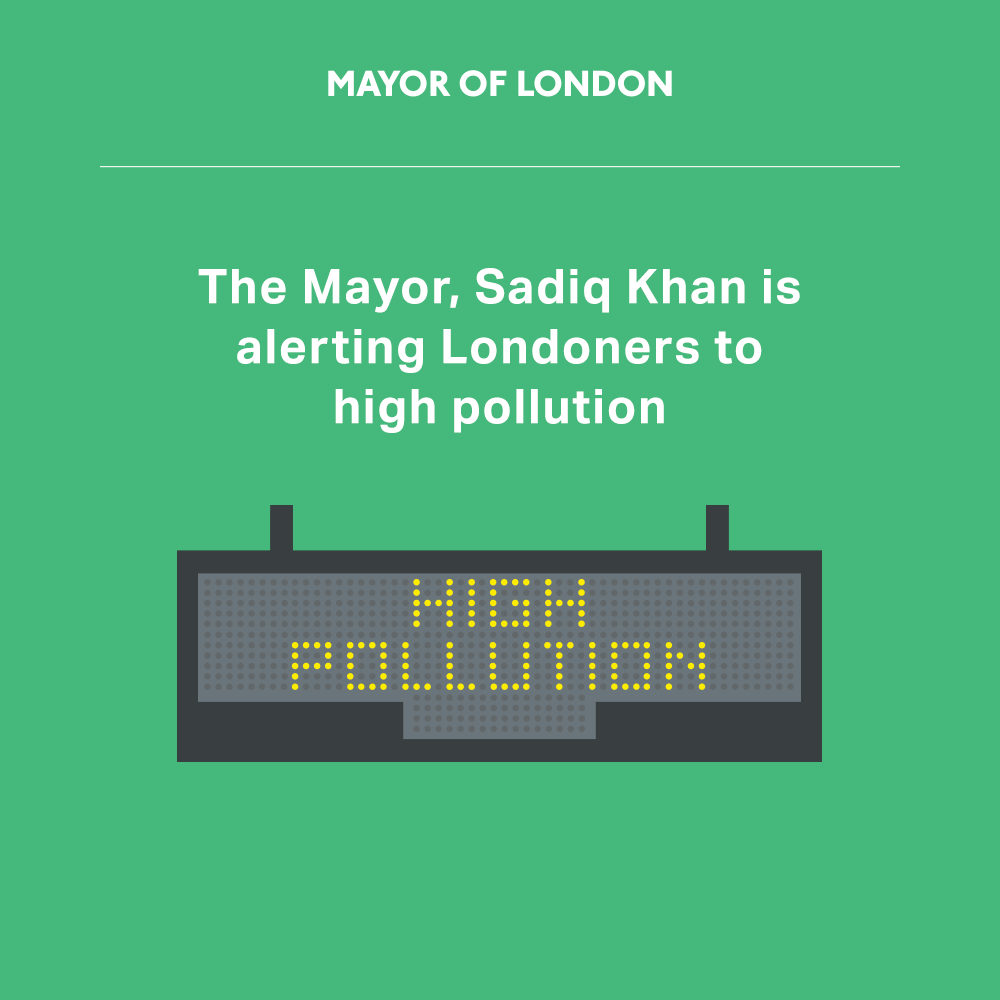 MAYOR OF LONDON
The Mayor, Sadiq Khan is
alerting Londoners to
high pollution
HIGH
POLLUTION